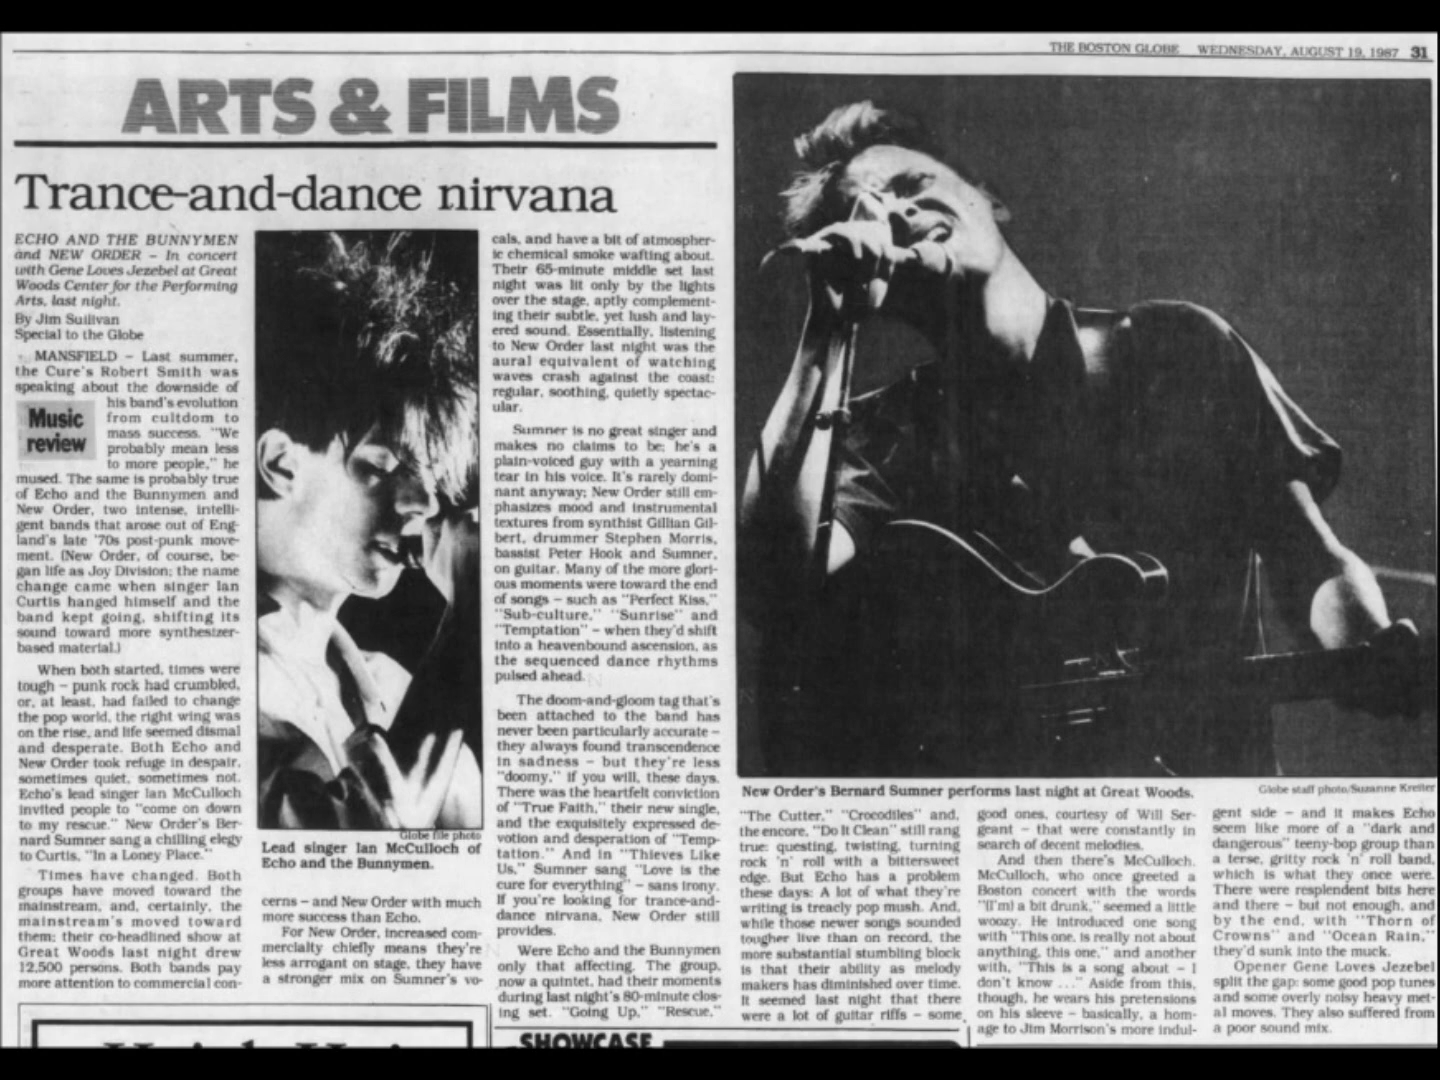 THE BOSTON GLOBE WEDNESDAY, AUGUST 19, 1987 31
ARTS & FILMS
Trance-and-dance nirvana
ECHO AND THE BUNNYMEN
and NEW ORDER – In concert
with Gene Loves Jezebel at Great
Woods Center for the Performing
Arts, last night.
By Jim Sullivan
Special to the Globe
MANSFIELD – Last summer,
the Cure's Robert Smith was
speaking about the downside of
Music
review
his band's evolution
from cultdom to
mass success. "We
probably mean less
to more people," he
mused. The same is probably true
of Echo and the Bunnymen and
New Order, two intense, intelli-
gent bands that arose out of Eng-
land's late '70s post-punk move-
ment. (New Order, of course, be-
gan life as Joy Division; the name
change came when singer Ian
Curtis hanged himself and the
band kept going, shifting its
sound toward more synthesizer-
based material.)
When both started, times were
tough – punk rock had crumbled,
or, at least, had failed to change
the pop world, the right wing was
on the rise, and life seemed dismal
and desperate. Both Echo and
New Order took refuge in despair,
sometimes quiet, sometimes not.
Echo's lead singer Ian McCulloch
invited people to "come on down
to my rescue." New Order's Ber-
nard Sumner sang a chilling elegy
to Curtis, "In a Loney Place."
Times have changed. Both
groups have moved toward the
mainstream, and, certainly, the
mainstream's moved toward
them; their co-headlined show at
Great Woods last night drew
12,500 persons. Both bands pay
more attention to commercial con-
Globe file photo
Lead singer Ian McCulloch of
Echo and the Bunnymen.
cerns – and New Order with much
more success than Echo.
For New Order, increased com-
merciality chiefly means they're
less arrogant on stage, they have
a stronger mix on Sumner's vo-
cals, and have a bit of atmospher-
ic chemical smoke wafting about.
Their 65-minute middle set last
night was lit only by the lights
over the stage, aptly complement-
ing their subtle, yet lush and lay-
ered sound. Essentially, listening
to New Order last night was the
aural equivalent of watching
waves crash against the coast:
regular, soothing, quietly spectac-
ular.
Sumner is no great singer and
makes no claims to be; he's a
plain-voiced guy with a yearning
tear in his voice. It's rarely domi-
nant anyway; New Order still em-
phasizes mood and instrumental
textures from synthist Gillian Gil-
bert, drummer Stephen Morris,
bassist Peter Hook and Sumner,
on guitar. Many of the more glori-
ous moments were toward the end
of songs – such as "Perfect Kiss,"
"Sub-culture," "Sunrise" and
"Temptation" – when they'd shift
into a heavenbound ascension, as
the sequenced dance rhythms
pulsed ahead.
The doom-and-gloom tag that's
been attached to the band has
never been particularly accurate –
they always found transcendence
in sadness – but they're less
"doomy," if you will, these days.
There was the heartfelt conviction
of "True Faith," their new single,
and the exquisitely expressed de-
votion and desperation of "Temp-
tation." And in "Thieves Like
Us," Sumner sang "Love is the
cure for everything" – sans irony.
If you're looking for trance-and-
dance nirvana, New Order still
provides.
Were Echo and the Bunnymen
only that affecting. The group,
now a quintet, had their moments
during last night's 80-minute clos-
ing set. "Going Up," "Rescue,"
New Order's Bernard Sumner performs last night at Great Woods.
Globe staff photo/Suzanne Kreiter
"The Cutter," "Crocodiles" and,
the encore, "Do It Clean" still rang
true: questing, twisting, turning
rock 'n' roll with a bittersweet
edge. But Echo has a problem
these days: A lot of what they're
writing is treacly pop mush. And,
while those newer songs sounded
tougher live than on record, the
more substantial stumbling block
is that their ability as melody
makers has diminished over time.
It seemed last night that there
were a lot of guitar riffs – some
good ones, courtesy of Will Ser-
geant – that were constantly in
search of decent melodies.
And then there's McCulloch.
McCulloch, who once greeted a
Boston concert with the words
"(I'm) a bit drunk," seemed a little
woozy. He introduced one song
with "This one, is really not about
anything, this one," and another
with, "This is a song about – I
don't know ..." Aside from this,
though, he wears his pretensions
on his sleeve – basically, a hom-
age to Jim Morrison's more indul-
gent side – and it makes Echo
seem like more of a "dark and
dangerous" teeny-bop group than
a terse, gritty rock 'n' roll band,
which is what they once were.
There were resplendent bits here
and there – but not enough, and
by the end, with "Thorn of
Crowns" and "Ocean Rain,"
they'd sunk into the muck.
Opener Gene Loves Jezebel
split the gap: some good pop tunes
and some overly noisy heavy met-
al moves. They also suffered from
a poor sound mix.
SHOWCASE